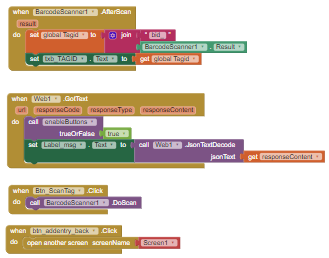 when BarcodeScanner1 .AfterScan
result
do set global Tagid to join " bid_ "
BarcodeScanner1 . Result
set txb_TAGID . Text to get global Tagid
when Web1 .GotText
url responseCode responseType responseContent
do call enableButtons
trueOrFalse true
set Label_msg . Text to call Web1 .JsonTextDecode
jsonText get responseContent
when Btn_ScanTag .Click
do call BarcodeScanner1 .DoScan
when btn_addentry_back .Click
do open another screen screenName Screen1